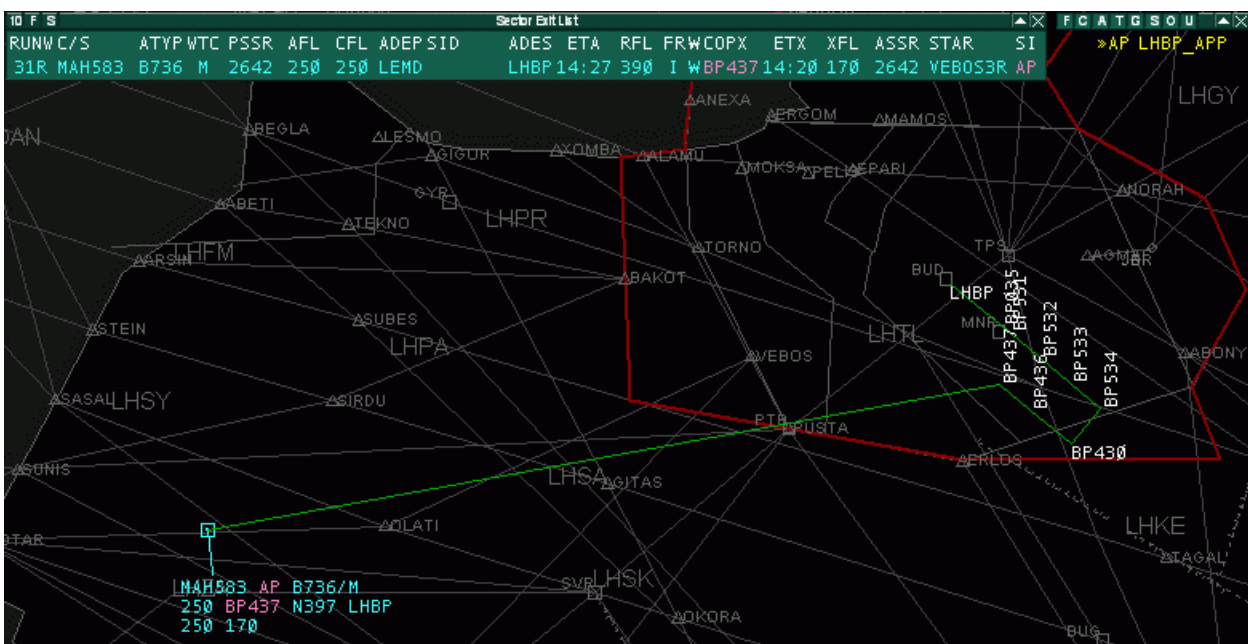 10 F S Sector Exit List F C A T G S O U
RUNW C/S ATYP WTC PSSR AFL CFL ADEP SID ADES ETA RFL FR W COPX ETX XFL ASSR STAR SI
»AP LHBP_APP
31R MAH583 B736 M 2642 250 250 LEMD LHBP 14:27 390 I W BP437 14:20 170 2642 VEBOS3R AP
ANEXA
LHGY
ERGOM
MAMOS
BEGLA
LESMO
GIGUR
XOMBA
ALAMU
MOKSA
PELL
EPARI
NORAH
GYR
ABETI
TEKNO
LHPR
LHFM
TORNO
TPS
AGMAR
JBR
ARSIN
BAKOT
BUD
LHBP
BP435
BP531
BP532
BP533
BP534
STEIN
SUBES
LHPA
MNR
LHTL
BP437
BP436
VEBOS
ABONY
SASAL
LHSY
SIRDU
PTB
PUSTA
BP430
ERLOS
SUNIS
LHSA
GITAS
OTAR
OLATI
LHKE
TAGAL
MAH583 AP B736/M
250 BP437 N397 LHBP
250 170
SVR
LHSK
OKORA
BUG